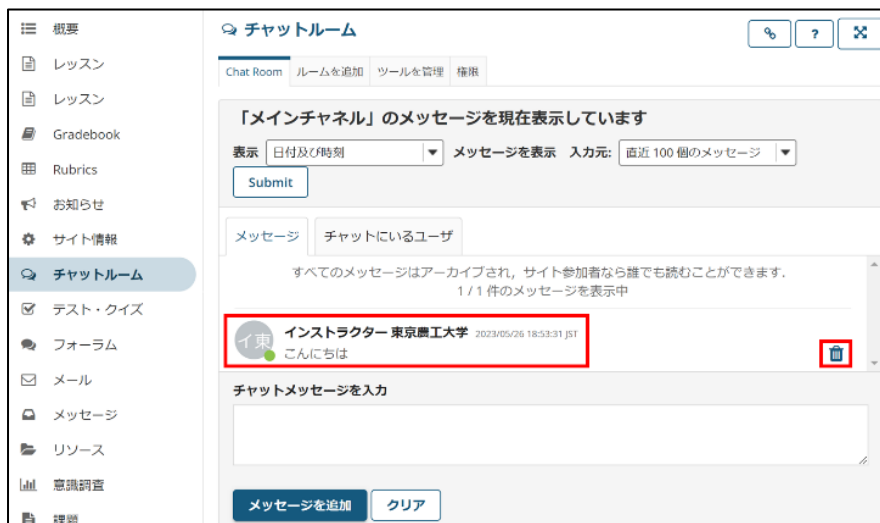 概要
レッスン
レッスン
Gradebook
Rubrics
お知らせ
サイト情報
チャットルーム
テスト・クイズ
フォーラム
メール
メッセージ
リソース
意識調査
課題
チャットルーム
?
Chat Room ルームを追加 ツールを管理 権限
「メインチャネル」のメッセージを現在表示しています
表示 日付及び時刻 メッセージを表示 入力元: 直近 100 個のメッセージ
Submit
メッセージ チャットにいるユーザ
すべてのメッセージはアーカイブされ，サイト参加者なら誰でも読むことができます．
1 / 1 件のメッセージを表示中
イ東 インストラクター 東京農工大学 2023/05/26 18:53:31 JST
こんにちは
チャットメッセージを入力
メッセージを追加 クリア